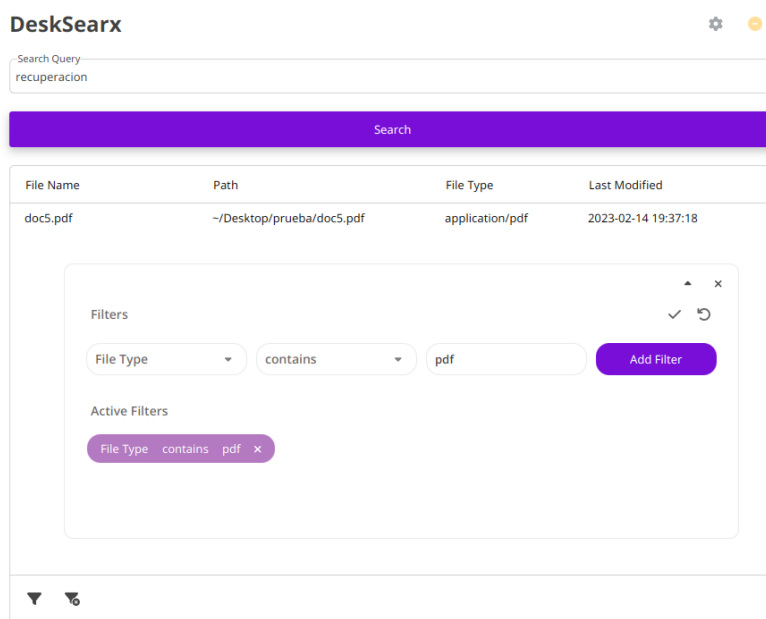 DeskSearx
Search Query
recuperacion
Search
File Name Path File Type Last Modified
doc5.pdf ~/Desktop/prueba/doc5.pdf application/pdf 2023-02-14 19:37:18
Filters
File Type contains pdf Add Filter
Active Filters
File Type contains pdf ×